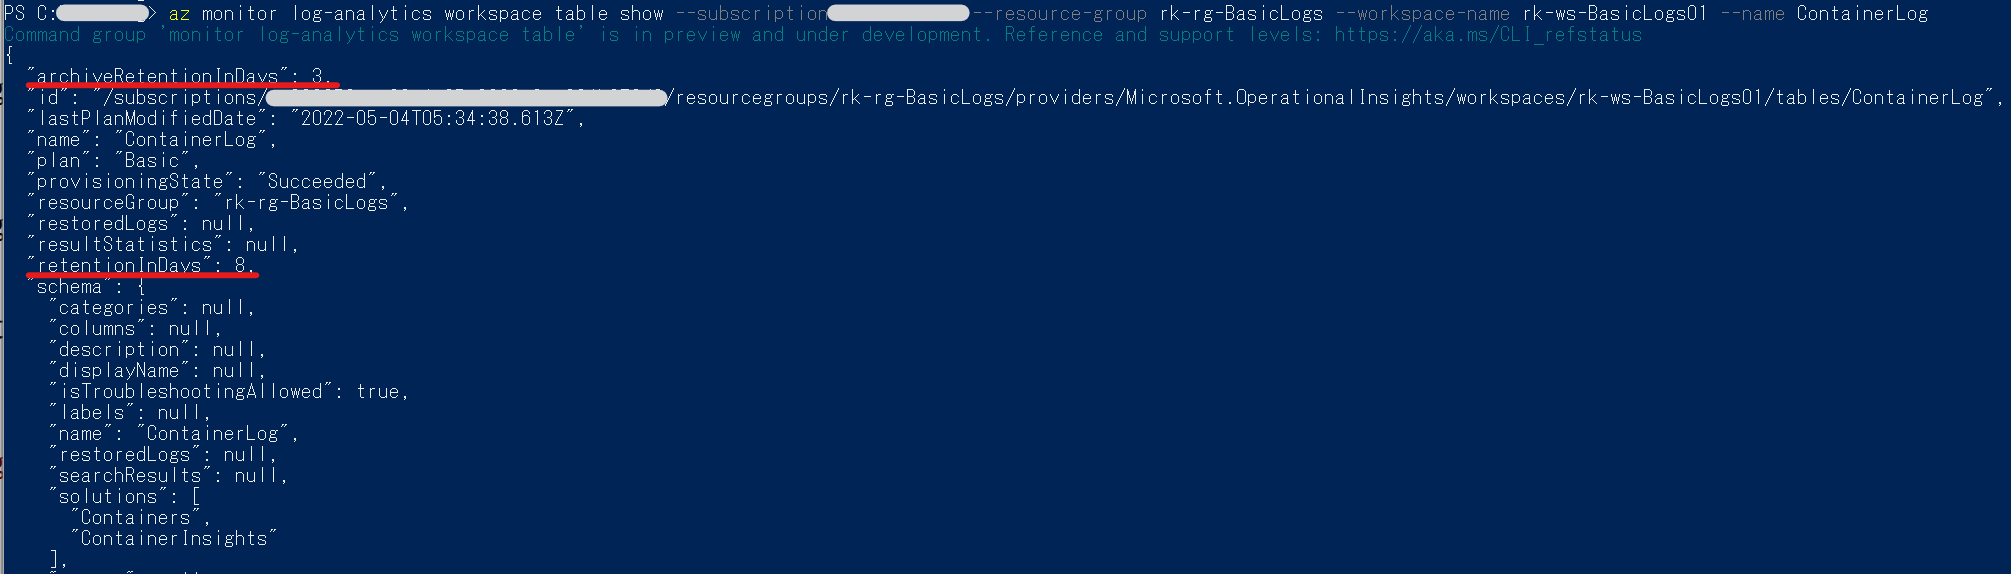 PS C: > az monitor log-analytics workspace table show --subscription --resource-group rk-rg-BasicLogs --workspace-name rk-ws-BasicLogs01 --name ContainerLog
Command group 'monitor log-analytics workspace table' is in preview and under development. Reference and support levels: https://aka.ms/CLI_refstatus
{
"archiveRetentionInDays": 3,
"id": "/subscriptions/ /resourcegroups/rk-rg-BasicLogs/providers/Microsoft.OperationalInsights/workspaces/rk-ws-BasicLogs01/tables/ContainerLog",
"lastPlanModifiedDate": "2022-05-04T05:34:38.613Z",
"name": "ContainerLog",
"plan": "Basic",
"provisioningState": "Succeeded",
"resourceGroup": "rk-rg-BasicLogs",
"restoredLogs": null,
"resultStatistics": null,
"retentionInDays": 8,
"schema": {
"categories": null,
"columns": null,
"description": null,
"displayName": null,
"isTroubleshootingAllowed": true,
"labels": null,
"name": "ContainerLog",
"restoredLogs": null,
"searchResults": null,
"solutions": [
"Containers",
"ContainerInsights"
],